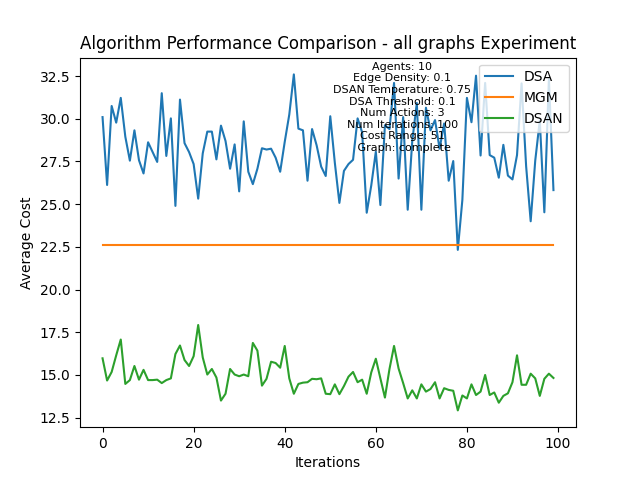 Algorithm Performance Comparison - all graphs Experiment
Agents: 10
Edge Density: 0.1
DSAN Temperature: 0.75
DSA Threshold: 0.1
Num Actions: 3
Num Iterations: 100
Cost Range: 51
Graph: complete
DSA
MGM
DSAN
Average Cost
32.5
30.0
27.5
25.0
22.5
20.0
17.5
15.0
12.5
0
20
40
60
80
100
Iterations